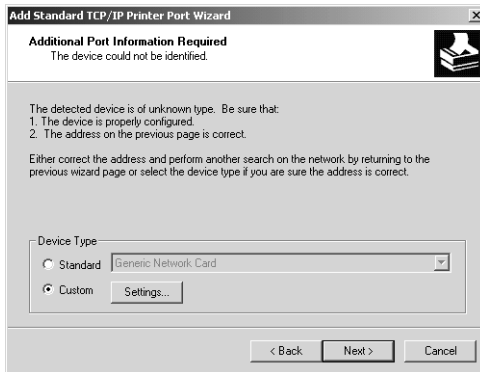 Add Standard TCP/IP Printer Port Wizard
Additional Port Information Required
The device could not be identified.
The detected device is of unknown type. Be sure that:
1. The device is properly configured.
2. The address on the previous page is correct.
Either correct the address and perform another search on the network by returning to the
previous wizard page or select the device type if you are sure the address is correct.
Device Type
Standard Generic Network Card
Custom Settings...
< Back Next > Cancel